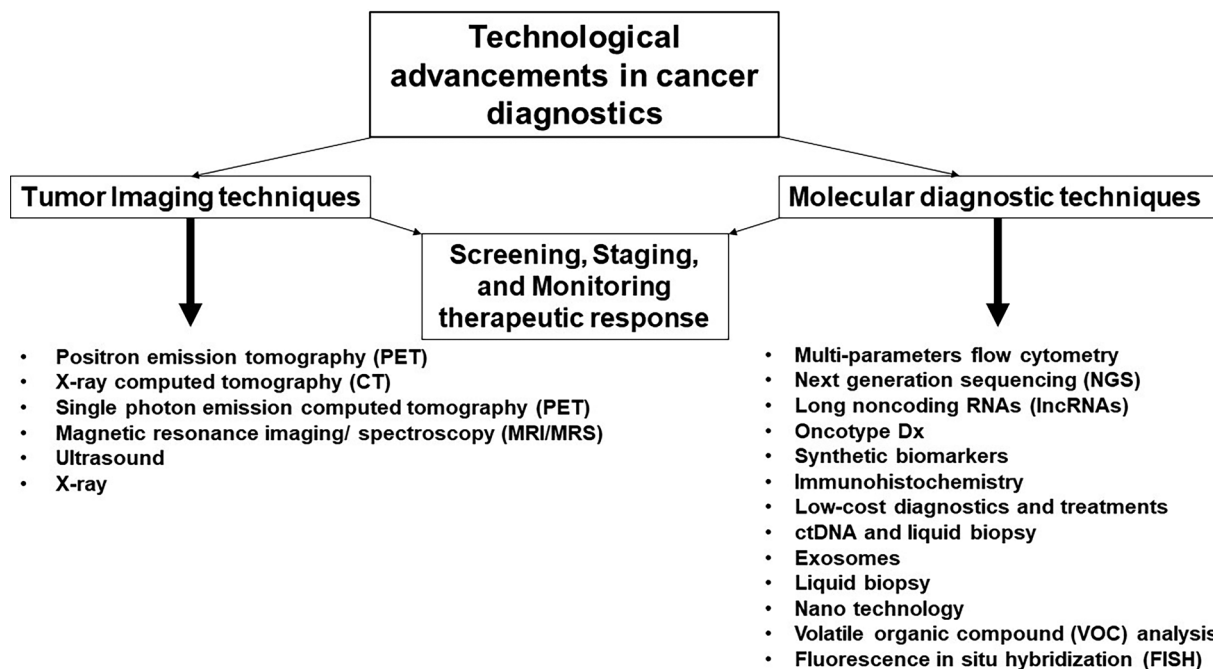 Technological
advancements in cancer
diagnostics
Tumor Imaging techniques
Molecular diagnostic techniques
Screening, Staging,
and Monitoring
therapeutic response
• Positron emission tomography (PET)
• X-ray computed tomography (CT)
• Single photon emission computed tomography (PET)
• Magnetic resonance imaging/ spectroscopy (MRI/MRS)
• Ultrasound
• X-ray
• Multi-parameters flow cytometry
• Next generation sequencing (NGS)
• Long noncoding RNAs (lncRNAs)
• Oncotype Dx
• Synthetic biomarkers
• Immunohistochemistry
• Low-cost diagnostics and treatments
• ctDNA and liquid biopsy
• Exosomes
• Liquid biopsy
• Nano technology
• Volatile organic compound (VOC) analysis
• Fluorescence in situ hybridization (FISH)